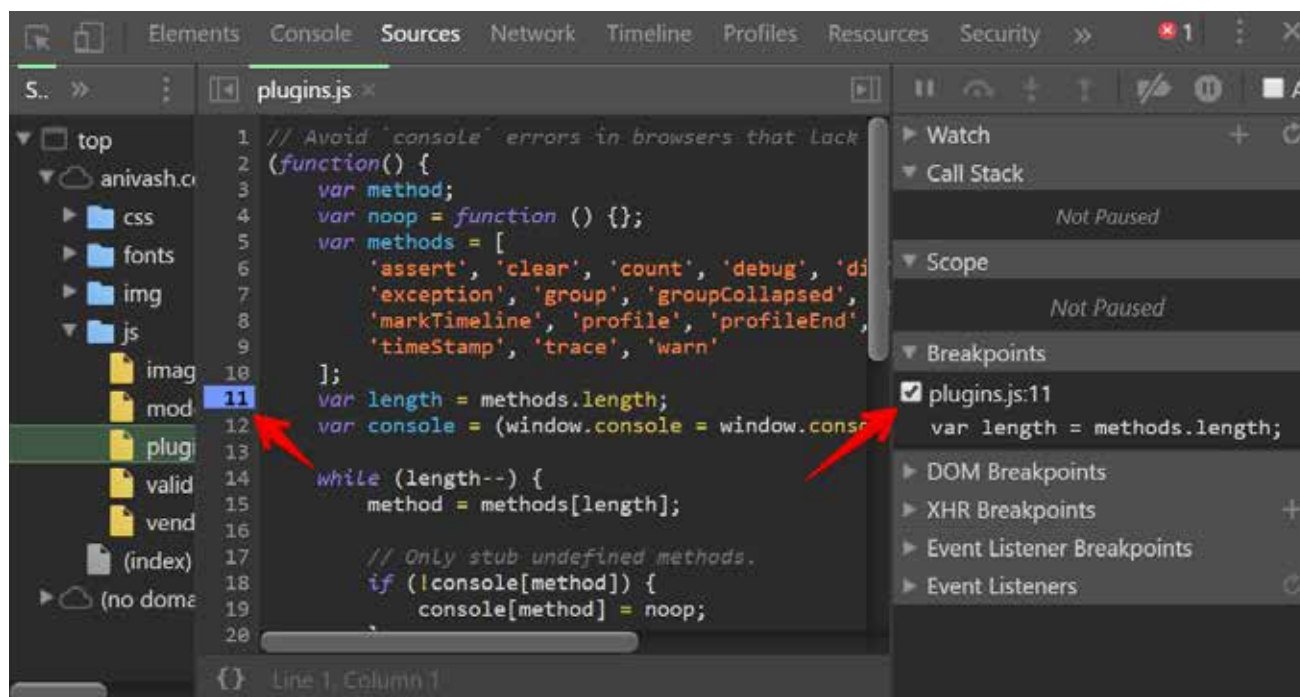 Elements Console Sources Network Timeline Profiles Resources Security » 1
S.. »
top
anivash.c
css
fonts
img
js
imag
mod
plug
valid
vend
(index)
(no doma
plugins.js ×
1 // Avoid `console` errors in browsers that lack
2 (function() {
3 var method;
4 var noop = function () {};
5 var methods = [
6 'assert', 'clear', 'count', 'debug', 'di
7 'exception', 'group', 'groupCollapsed',
8 'markTimeline', 'profile', 'profileEnd',
9 'timeStamp', 'trace', 'warn'
10 ];
11 var length = methods.length;
12 var console = (window.console = window.conso
13
14 while (length--) {
15 method = methods[length];
16
17 // Only stub undefined methods.
18 if (!console[method]) {
19 console[method] = noop;
20
{} Line 1, Column 1
A
Watch
Call Stack
Not Paused
Scope
Not Paused
Breakpoints
plugins.js:11
var length = methods.length;
DOM Breakpoints
XHR Breakpoints
Event Listener Breakpoints
Event Listeners